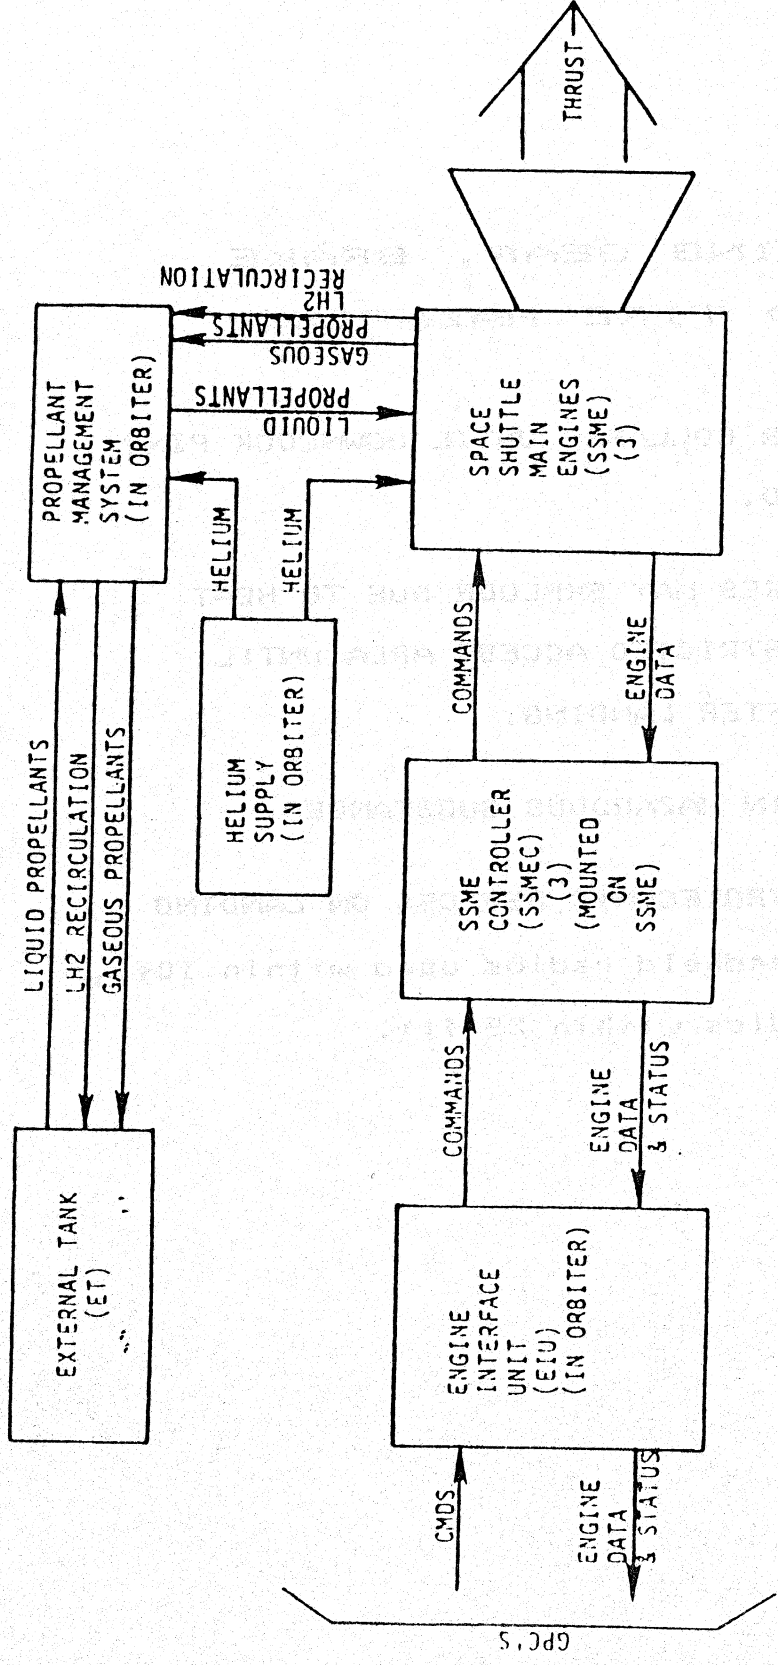 EXTERNAL TANK
(ET)
LIQUID PROPELLANTS
LH2 RECIRCULATION
GASEOUS PROPELLANTS
PROPELLANT
MANAGEMENT
SYSTEM
(IN ORBITER)
HELIUM
SUPPLY
(IN ORBITER)
HELIUM
HELIUM
LIQUID
PROPELLANTS
GASEOUS
PROPELLANTS
LH2
RECIRCULATION
GPC'S
CMDS
ENGINE
DATA
& STATUS
ENGINE
INTERFACE
UNIT
(EIU)
(IN ORBITER)
COMMANDS
ENGINE
DATA
& STATUS
SSME
CONTROLLER
(SSMEC)
(3)
(MOUNTED
ON
SSME)
COMMANDS
ENGINE
DATA
SPACE
SHUTTLE
MAIN
ENGINES
(SSME)
(3)
THRUST